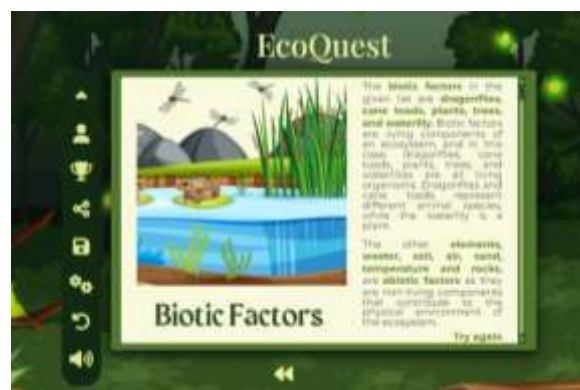 EcoQuest
The biotic factors in the
given list are dragonflies,
cane toads, plants, trees,
and waterlily. Biotic factors
are living components of
an ecosystem, and in this
case, dragonflies, cane
toads, plants, trees, and
waterlilies are all living
organisms. Dragonflies and
cane toads represent
different animal species,
while the waterlily is a
plant.
The other elements,
water, soil, air, sand,
temperature and rocks,
are abiotic factors as they
are non-living components
that contribute to the
physical environment of
the ecosystem.
Try again
Biotic Factors